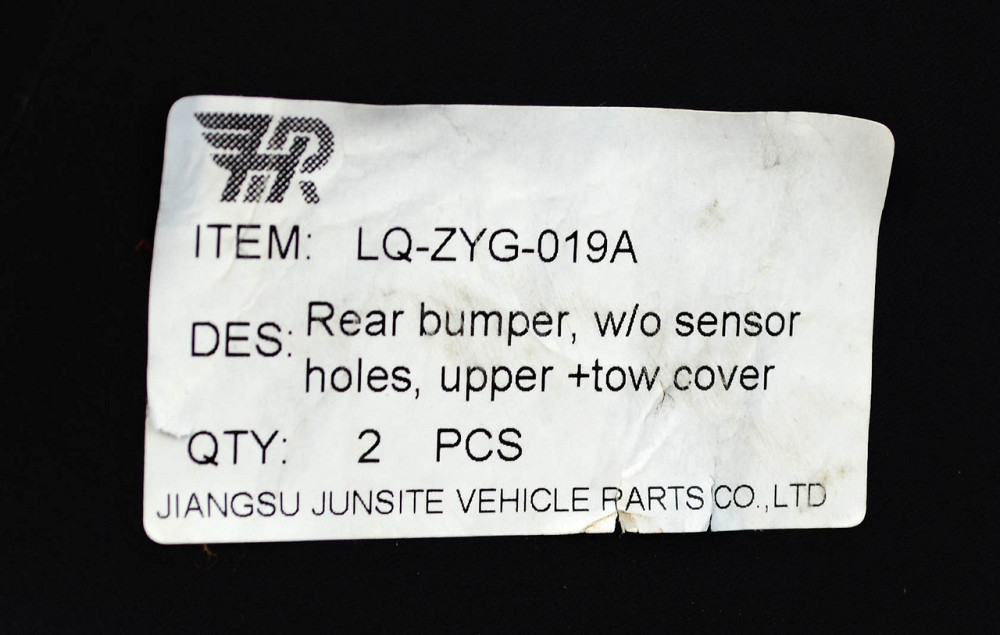 HR
ITEM: LQ-ZYG-019A
DES: Rear bumper, w/o sensor
holes, upper +tow cover
QTY: 2 PCS
JIANGSU JUNSITE VEHICLE PARTS CO.,LTD